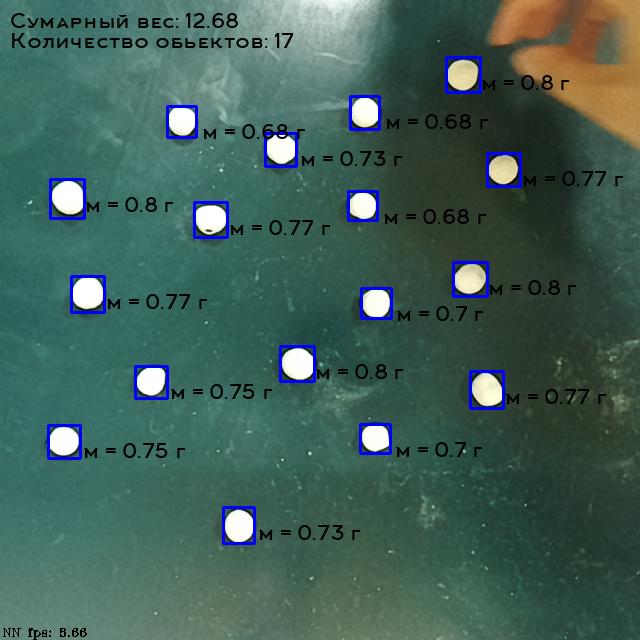 Сумарный вес: 12.68
Количество обьектов: 17
м = 0.8 г
м = 0.68 г
м = 0.68 г
м = 0.73 г
м = 0.77 г
м = 0.8 г
м = 0.68 г
м = 0.77 г
м = 0.8 г
м = 0.77 г
м = 0.7 г
м = 0.8 г
м = 0.75 г
м = 0.77 г
м = 0.75 г
м = 0.7 г
м = 0.73 г
NN fps: 8.66